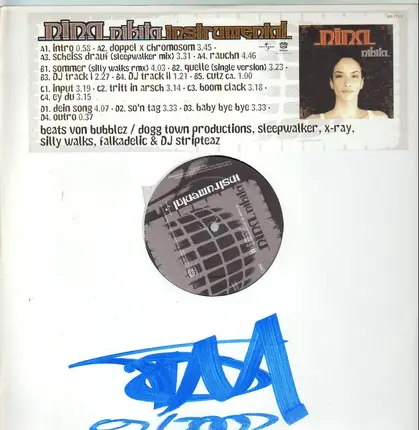 nina nikita instrumental
A1. intro 0.58 · A2. doppel x chromosom 3.45 ·
A3. scheiss drauf (sleepwalker mix) 3.31 · A4. rauchn 4.46
B1. sommer (silly walks rmx) 4.03 · B2. quelle (single version) 3.23 ·
B3. DJ track I 2.27 · B4. DJ track II 1.21 · B5. cutz ca. 1.00
C1. input 3.19 · C2. tritt in arsch 3.14 · C3. boom clack 3.18 ·
C4. ey du 3.15
D1. dein song 4.07 · D2. so'n tag 3.33 · D3. baby bye bye 3.33 ·
D4. outro 0.37
beats von bubblez / dogg town productions, sleepwalker, x-ray,
silly walks, falkadelic & DJ stripteaz
nina
nikita
nina nikita
instrumental